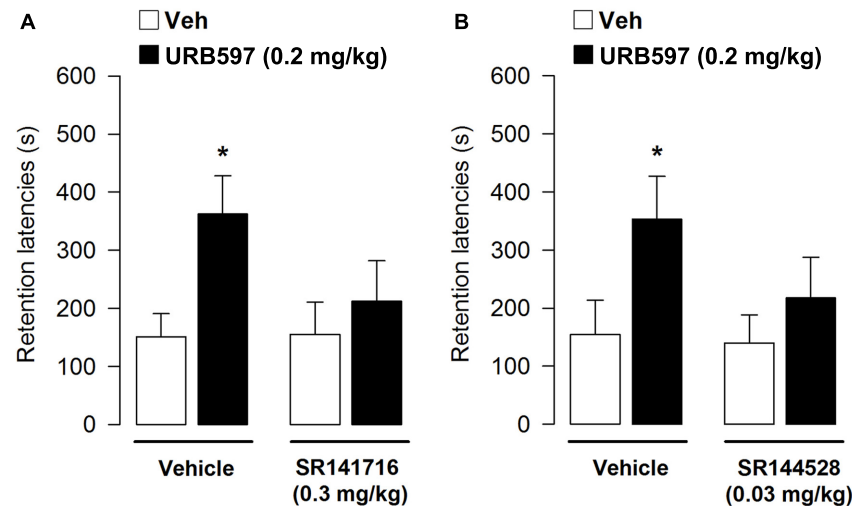 A
Veh
URB597 (0.2 mg/kg)
600
500
400
300
200
100
0
Retention latencies (s)
*
Vehicle
SR141716
(0.3 mg/kg)
B
Veh
URB597 (0.2 mg/kg)
600
500
400
300
200
100
0
Retention latencies (s)
*
Vehicle
SR144528
(0.03 mg/kg)